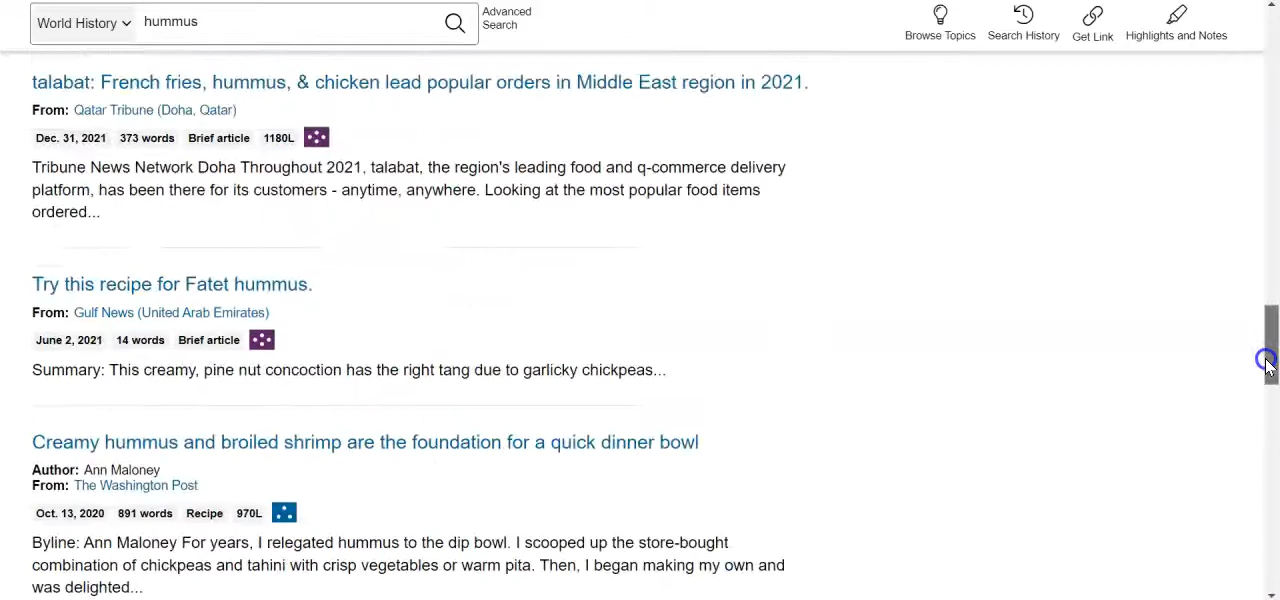 World History
hummus
Advanced
Search
Browse Topics
Search History
Get Link
Highlights and Notes
talabat: French fries, hummus, & chicken lead popular orders in Middle East region in 2021.
From: Qatar Tribune (Doha, Qatar)
Dec. 31, 2021 373 words Brief article 1180L
Tribune News Network Doha Throughout 2021, talabat, the region's leading food and q-commerce delivery
platform, has been there for its customers - anytime, anywhere. Looking at the most popular food items
ordered...
Try this recipe for Fatet hummus.
From: Gulf News (United Arab Emirates)
June 2, 2021 14 words Brief article
Summary: This creamy, pine nut concoction has the right tang due to garlicky chickpeas...
Creamy hummus and broiled shrimp are the foundation for a quick dinner bowl
Author: Ann Maloney
From: The Washington Post
Oct. 13, 2020 891 words Recipe 970L
Byline: Ann Maloney For years, I relegated hummus to the dip bowl. I scooped up the store-bought
combination of chickpeas and tahini with crisp vegetables or warm pita. Then, I began making my own and
was delighted...